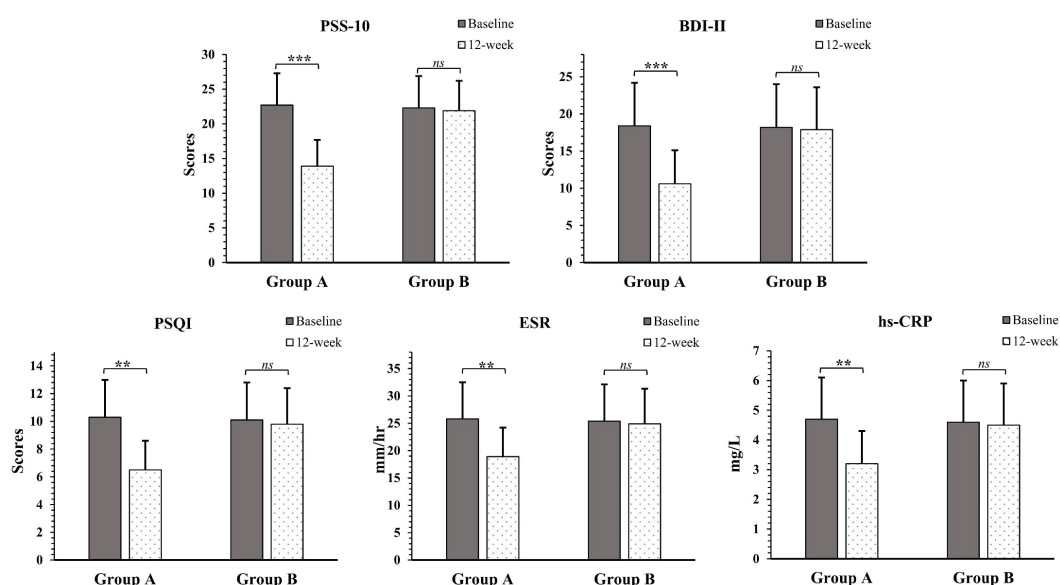 PSS-10
Baseline
12-week
30
25
20
15
10
5
0
Scores
***
ns
Group A
Group B
BDI-II
Baseline
12-week
25
20
15
10
5
0
Scores
***
ns
Group A
Group B
PSQI
Baseline
12-week
14
12
10
8
6
4
2
0
Scores
**
ns
Group A
Group B
ESR
Baseline
12-week
35
30
25
20
15
10
5
0
mm/hr
**
ns
Group A
Group B
hs-CRP
Baseline
12-week
7
6
5
4
3
2
1
0
mg/L
**
ns
Group A
Group B